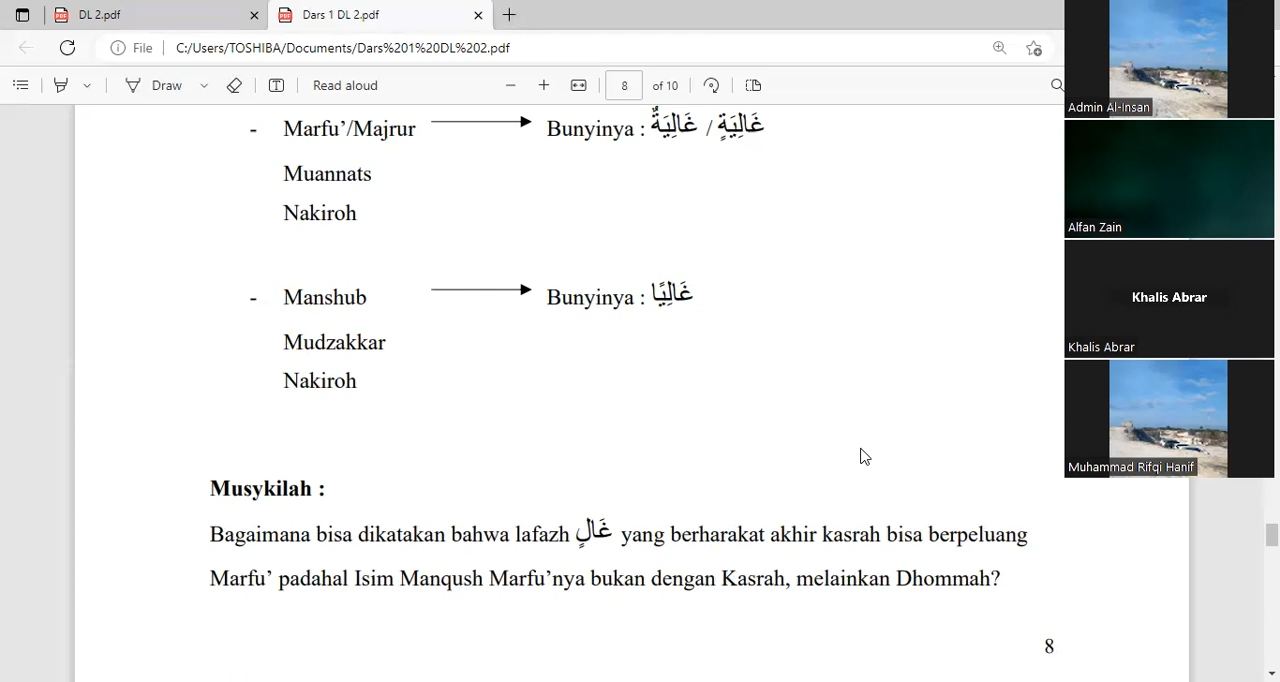 DL 2.pdf
Dars 1 DL 2.pdf
File
C:/Users/TOSHIBA/Documents/Dars%201%20DL%202.pdf
Draw
Read aloud
8
of 10
- Marfu’/Majrur Bunyinya : غَالِيَةٌ / غَالِيَةٍ
Muannats
Nakiroh
- Manshub Bunyinya : غَالِيًا
Mudzakkar
Nakiroh
Musykilah :
Bagaimana bisa dikatakan bahwa lafazh غَالٍ yang berharakat akhir kasrah bisa berpeluang
Marfu’ padahal Isim Manqush Marfu’nya bukan dengan Kasrah, melainkan Dhommah?
8
Admin Al-Insan
Alfan Zain
Khalis Abrar
Khalis Abrar
Muhammad Rifqi Hanif